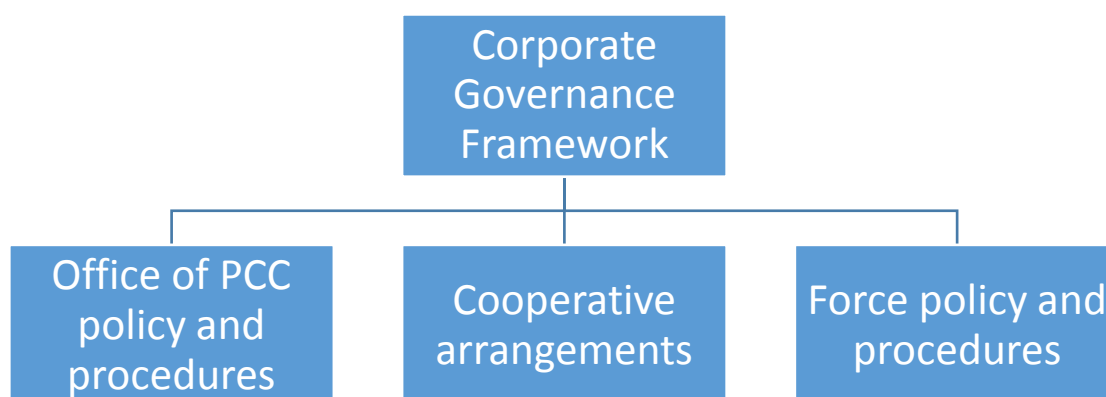 Corporate
Governance
Framework
Office of PCC
policy and
procedures
Cooperative
arrangements
Force policy and
procedures